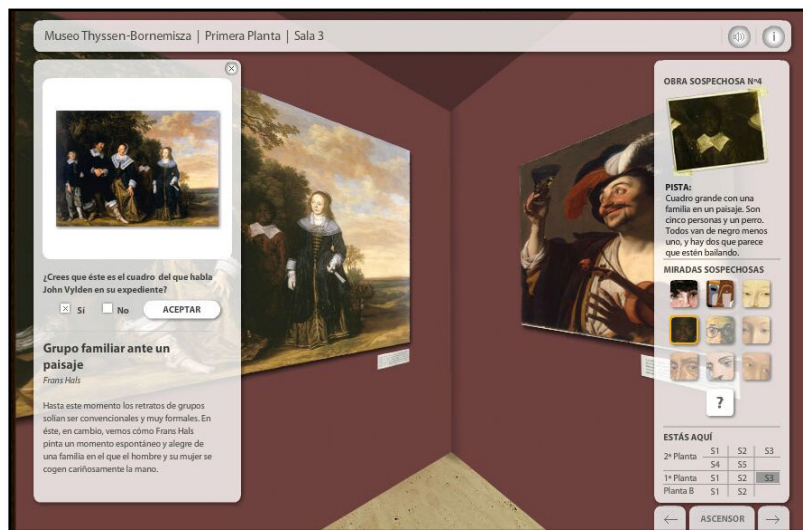 Museo Thyssen-Bornemisza | Primera Planta | Sala 3
¿Crees que éste es el cuadro del que habla
John Vylden en su expediente?
Sí No ACEPTAR
Grupo familiar ante un
paisaje
Frans Hals
Hasta este momento los retratos de grupos
solían ser convencionales y muy formales. En
éste, en cambio, vemos cómo Frans Hals
pinta un momento espontáneo y alegre de
una familia en el que el hombre y su mujer se
cogen cariñosamente la mano.
i
OBRA SOSPECHOSA Nº4
PISTA:
Cuadro grande con una
familia en un paisaje. Son
cinco personas y un perro.
Todos van de negro menos
uno, y hay dos que parece
que estén bailando.
MIRADAS SOSPECHOSAS
?
ESTÁS AQUÍ
2ª Planta S1 S2 S3
S4 S5
1ª Planta S1 S2 S3
Planta B S1 S2
← ASCENSOR →